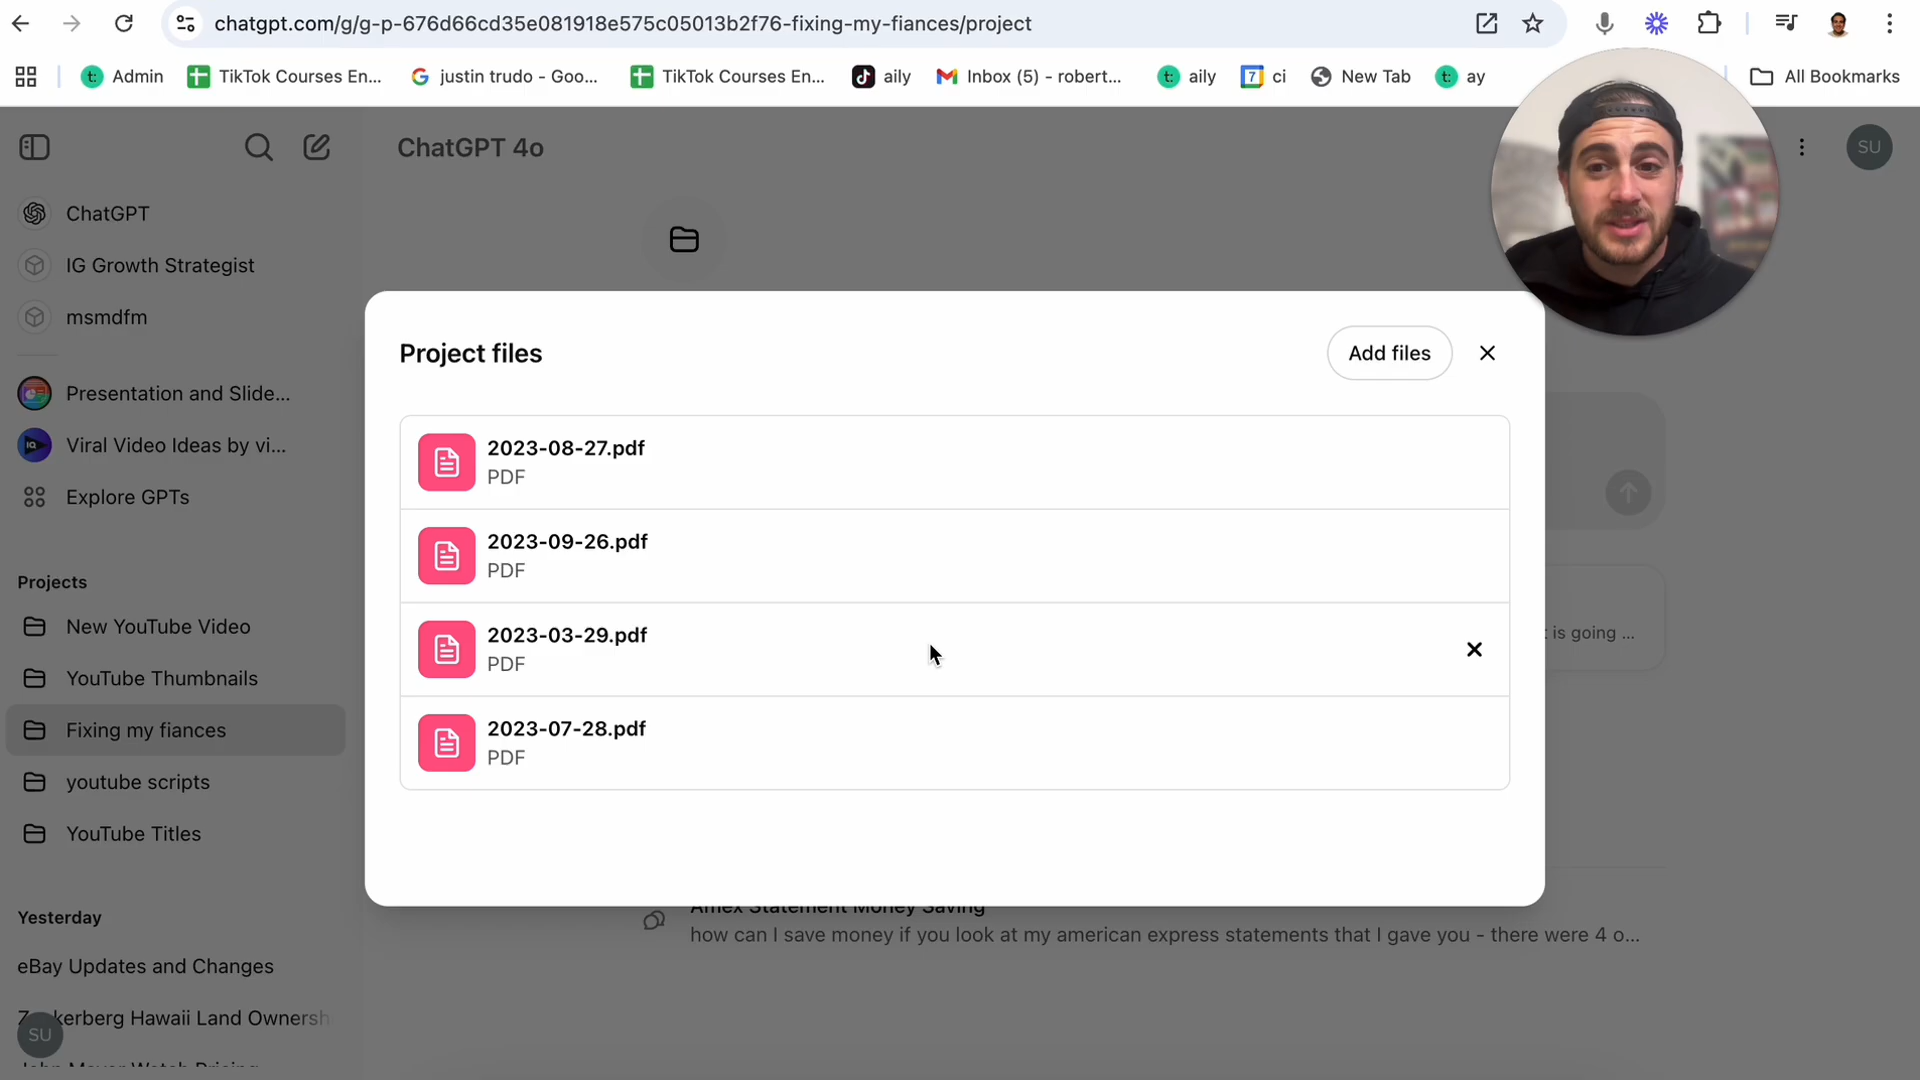 chatgpt.com/g/g-p-676d66cd35e081918e575c05013b2f76-fixing-my-fiances/project
Admin
TikTok Courses En...
justin trudo - Goo...
TikTok Courses En...
aily
Inbox (5) - robert...
aily
7 ci
New Tab
ay
All Bookmarks
ChatGPT 4o
SU
ChatGPT
IG Growth Strategist
msmdfm
Presentation and Slide...
Viral Video Ideas by vi...
Explore GPTs
Projects
New YouTube Video
YouTube Thumbnails
Fixing my fiances
youtube scripts
YouTube Titles
Yesterday
eBay Updates and Changes
kerberg Hawaii Land Ownersh
SU
Project files
Add files
2023-08-27.pdf
PDF
2023-09-26.pdf
PDF
2023-03-29.pdf
PDF
2023-07-28.pdf
PDF
is going ...
Amex Statement Money Saving
how can I save money if you look at my american express statements that I gave you - there were 4 o...